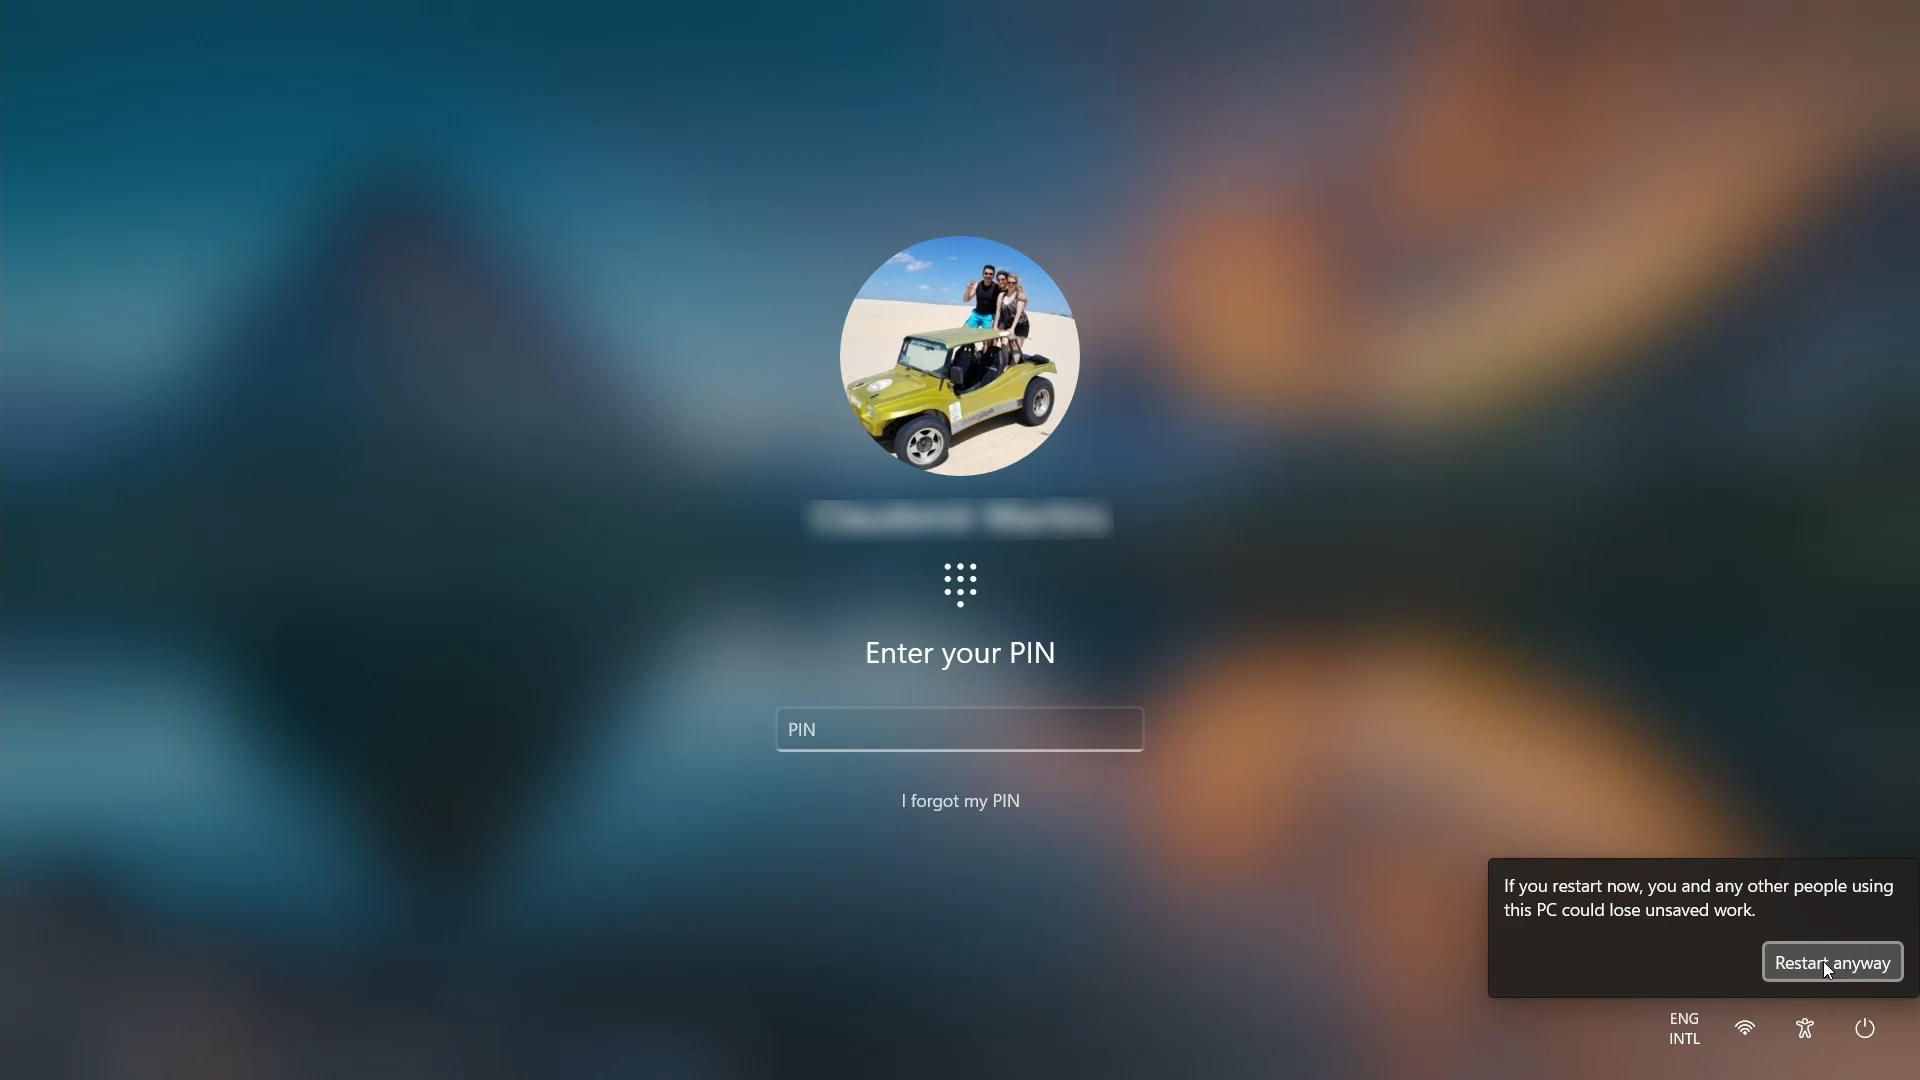 Enter your PIN
PIN
I forgot my PIN
If you restart now, you and any other people using
this PC could lose unsaved work.
Restart anyway
ENG
INTL